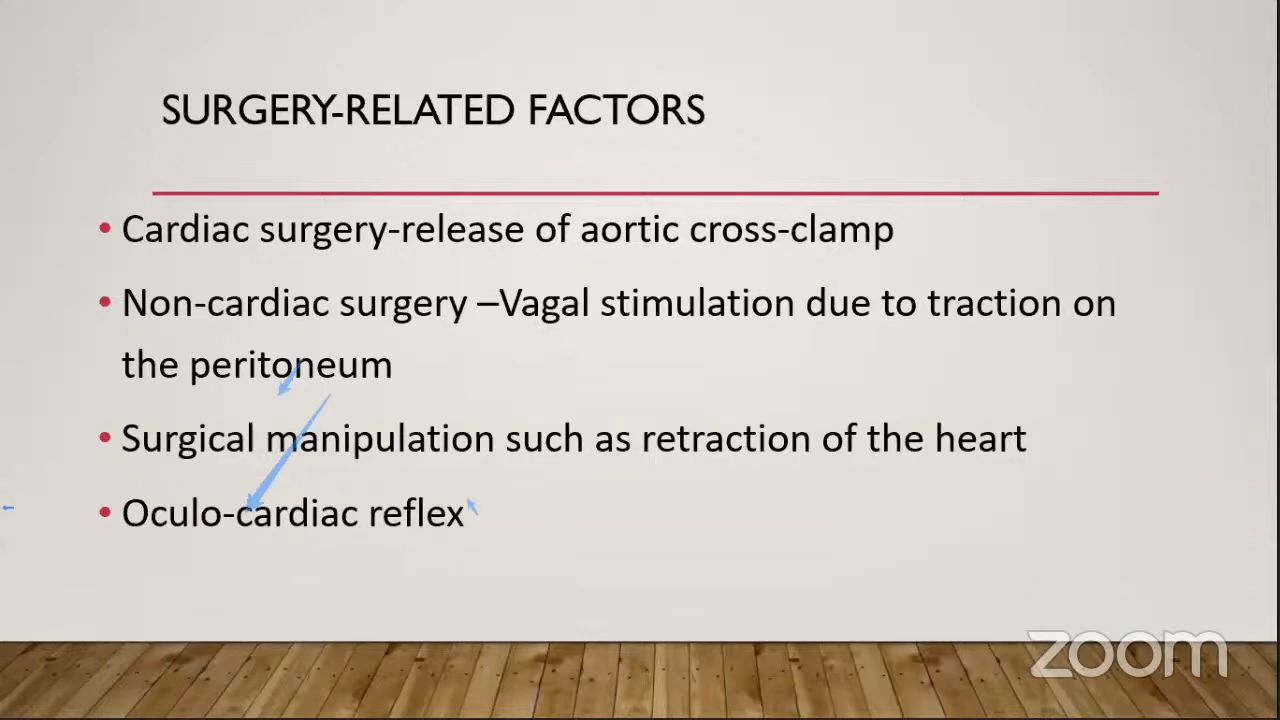 SURGERY-RELATED FACTORS
• Cardiac surgery-release of aortic cross-clamp
• Non-cardiac surgery –Vagal stimulation due to traction on
the peritoneum
• Surgical manipulation such as retraction of the heart
• Oculo-cardiac reflex
zoom